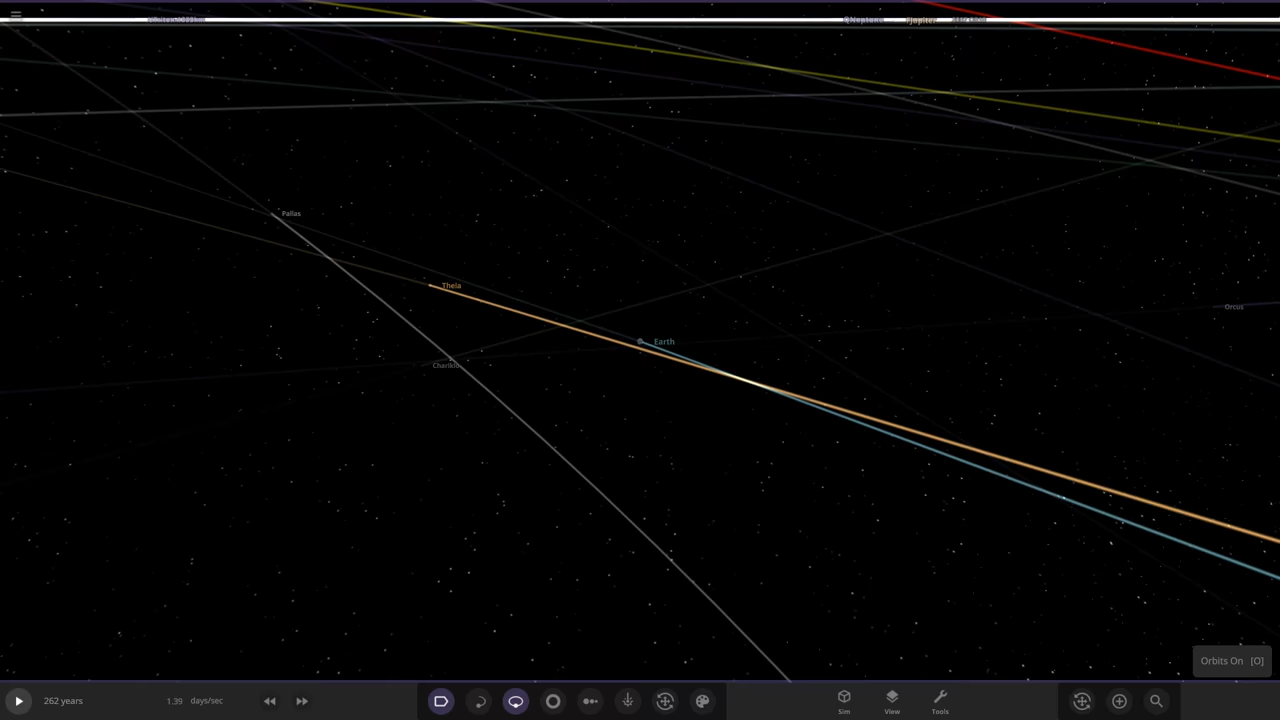 Neptune Jupiter
Pallas
Theia
Orcus
Earth
Chariklo
Orbits On [O]
262 years 1.39 days/sec
Sim View Tools